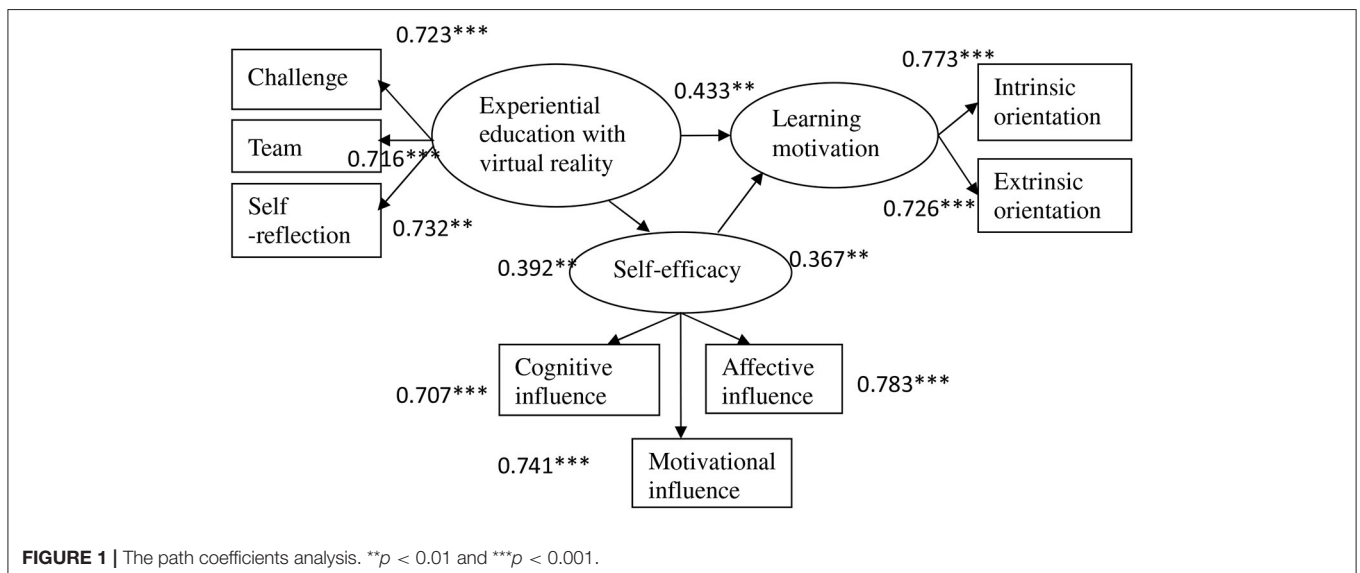 0.723***
Challenge
Team
0.716***
Self
-reflection
0.732**
Experiential
education with
virtual reality
0.433**
Learning
motivation
0.773***
Intrinsic
orientation
Extrinsic
orientation
0.726***
0.392**
Self-efficacy
0.367**
Cognitive
influence
0.707***
Affective
influence
0.783***
Motivational
influence
0.741***
FIGURE 1 | The path coefficients analysis. **p < 0.01 and ***p < 0.001.